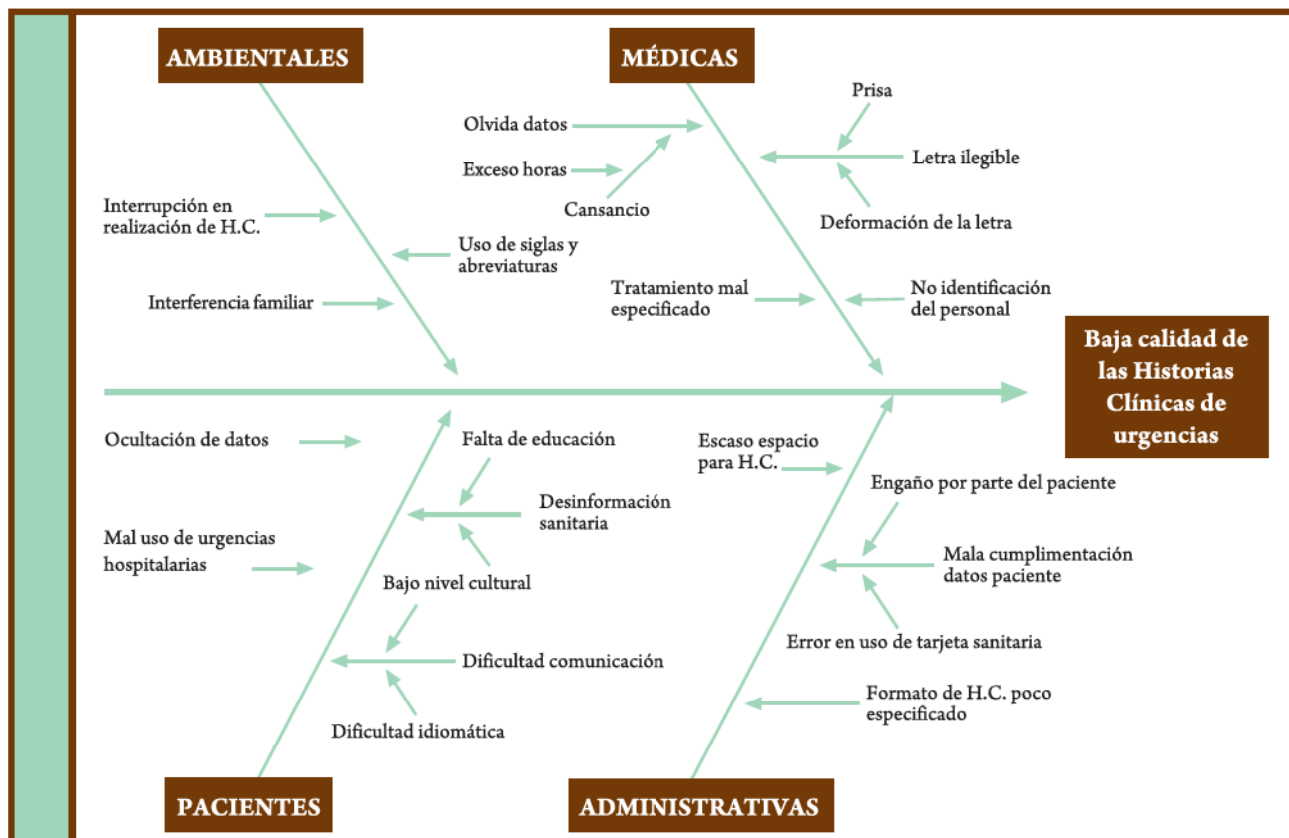 AMBIENTALES
MÉDICAS
Prisa
Olvida datos
Letra ilegible
Exceso horas
Cansancio
Deformación de la letra
Interrupción en
realización de H.C.
Uso de siglas y
abreviaturas
Interferencia familiar
Tratamiento mal
especificado
No identificación
del personal
Baja calidad de
las Historias
Clínicas de
urgencias
Ocultación de datos
Falta de educación
Escaso espacio
para H.C.
Engaño por parte del paciente
Desinformación
sanitaria
Mal uso de urgencias
hospitalarias
Mala cumplimentación
datos paciente
Bajo nivel cultural
Error en uso de tarjeta sanitaria
Dificultad comunicación
Formato de H.C. poco
especificado
Dificultad idiomática
PACIENTES
ADMINISTRATIVAS